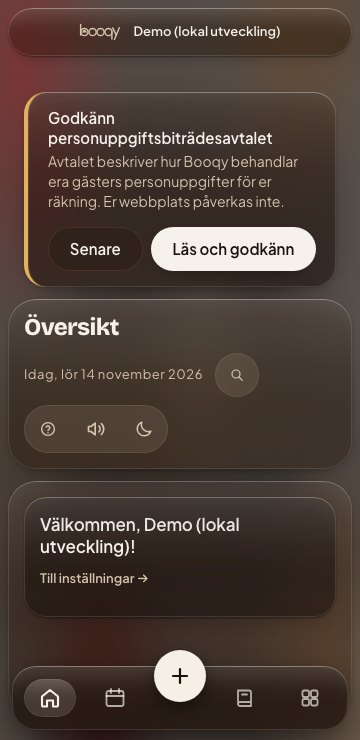 booqy Demo (lokal utveckling)
Godkänn
personuppgiftsbiträdesavtalet
Avtalet beskriver hur Booqy behandlar
era gästers personuppgifter för er
räkning. Er webbplats påverkas inte.
Senare Läs och godkänn
Översikt
Idag, lör 14 november 2026
Välkommen, Demo (lokal
utveckling)!
Till inställningar →